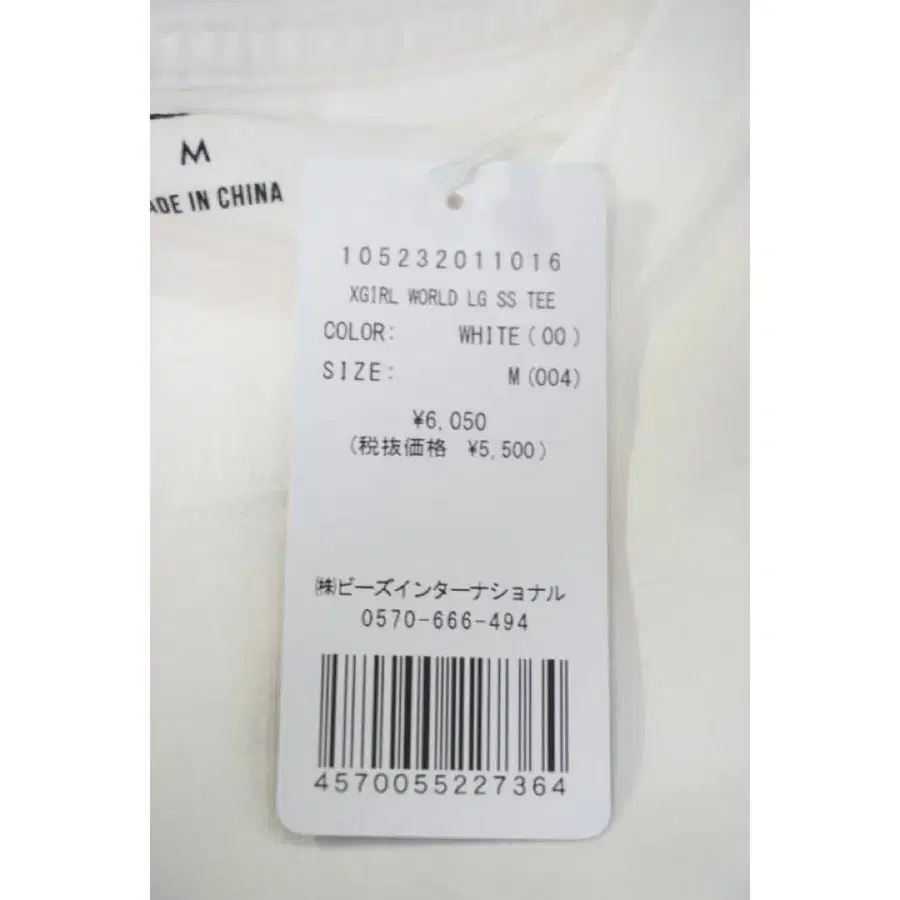 M
ADE IN CHINA
105232011016
XGIRL WORLD LG SS TEE
COLOR: WHITE(00)
SIZE: M(004)
¥6,050
(税抜価格 ¥5,500)
㈱ビーズインターナショナル
0570-666-494
4570055227364